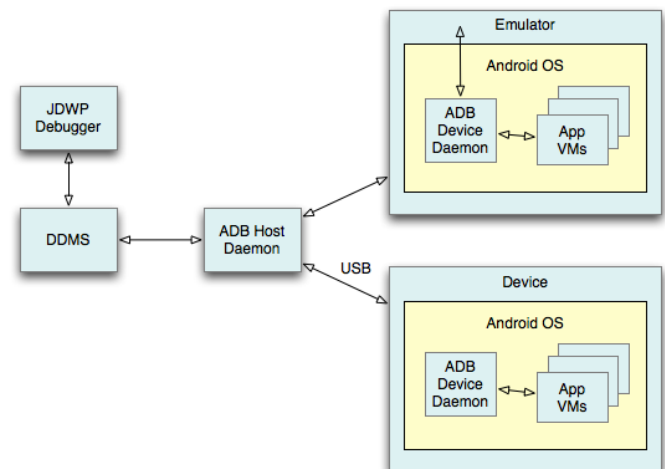 Emulator
Android OS
JDWP
Debugger
ADB
Device
Daemon
App
VMs
DDMS
ADB Host
Daemon
USB
Device
Android OS
ADB
Device
Daemon
App
VMs